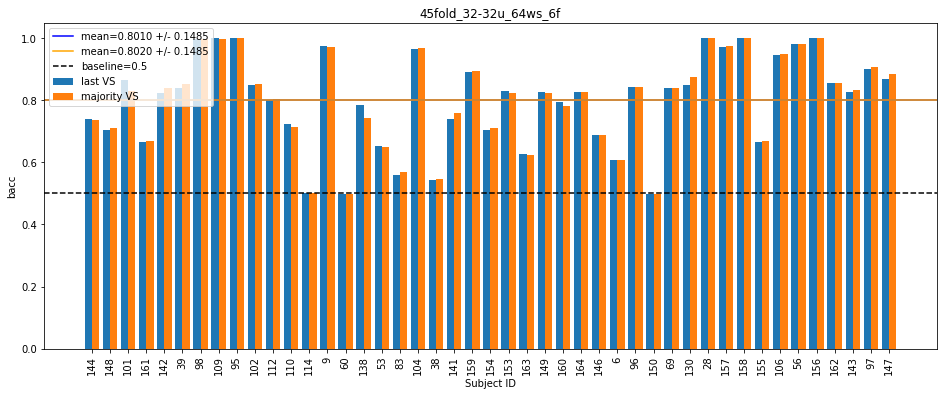 45fold_32-32u_64ws_6f
mean=0.8010 +/- 0.1485
mean=0.8020 +/- 0.1485
baseline=0.5
last VS
majority VS
bacc
1.0
0.8
0.6
0.4
0.2
0.0
144 148 101 161 142 39 98 109 95 102 112 110 114 9 60 138 53 83 104 38 141 159 154 153 163 149 160 164 146 6 96 150 69 130 28 157 158 155 106 56 156 162 143 97 147
Subject ID